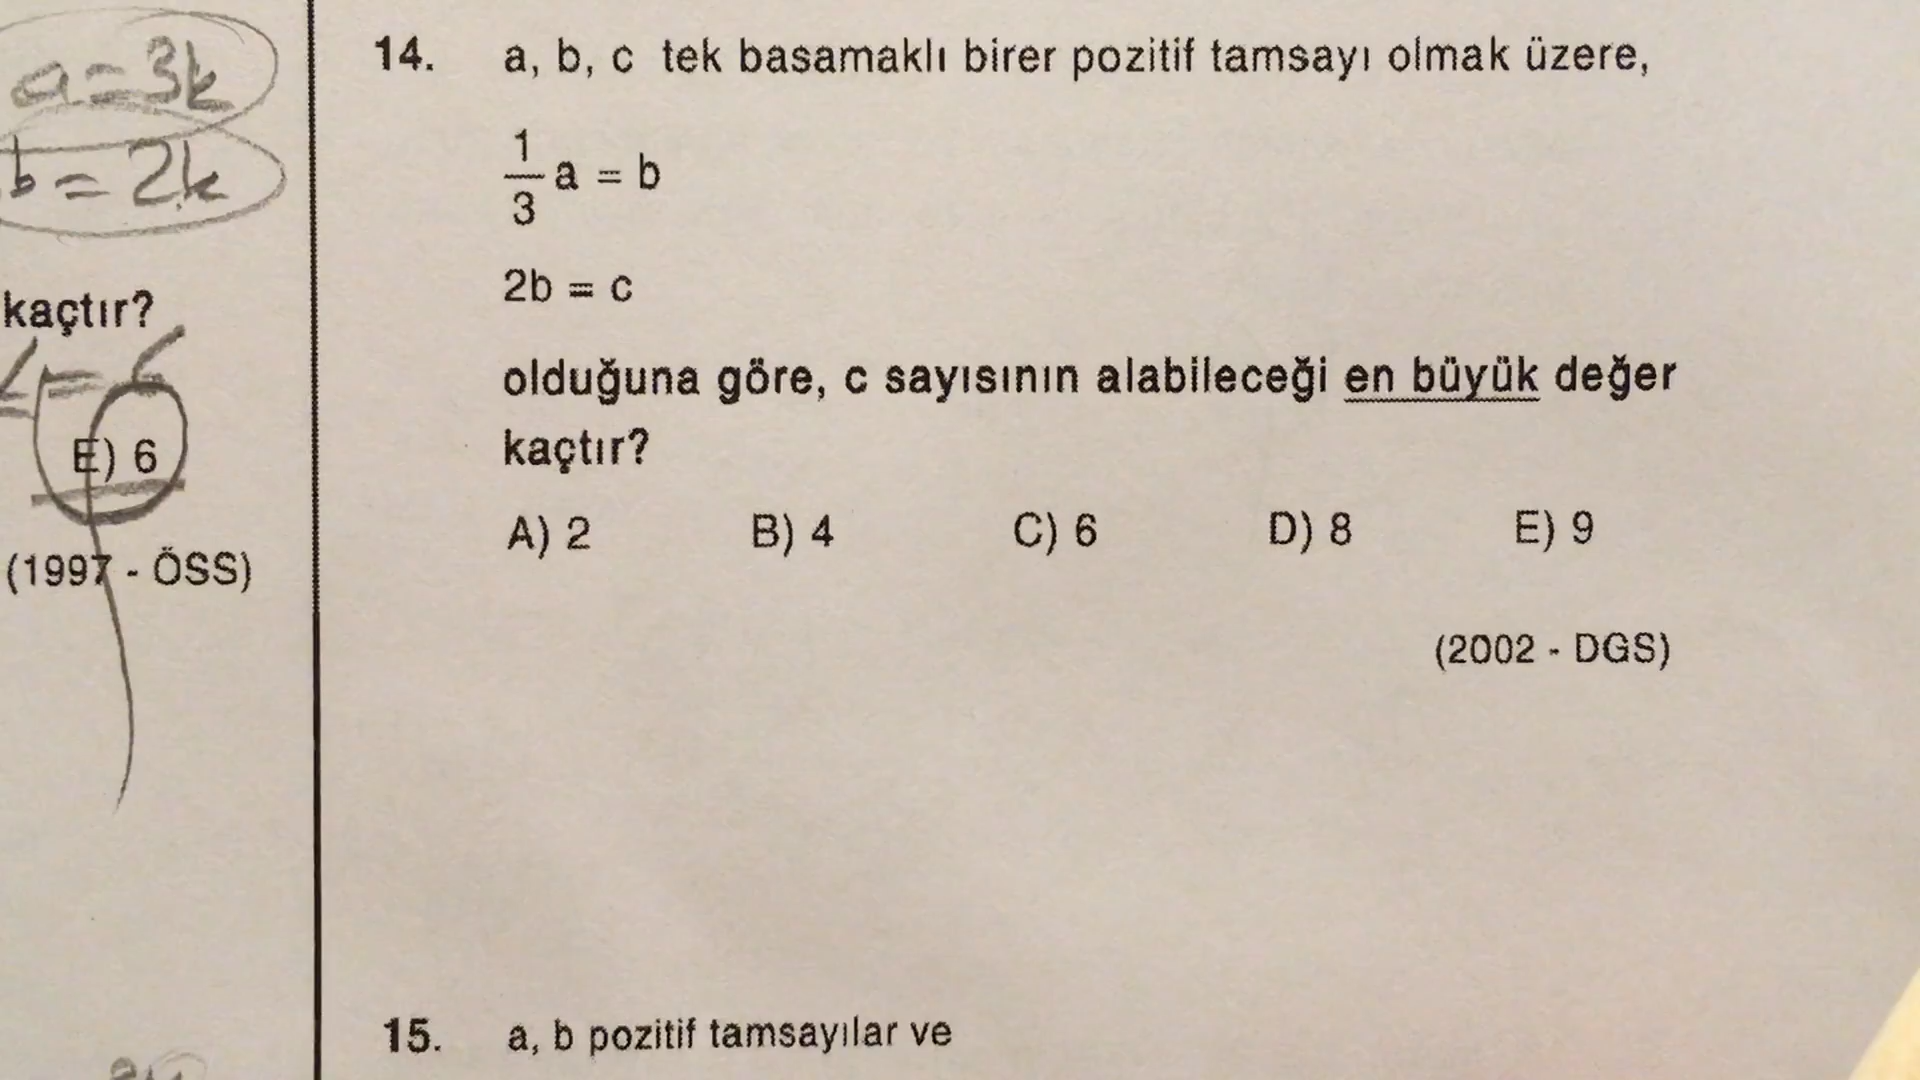 a=3k
b=2k
kaçtır?
E) 6
(1997 - ÖSS)
14. a, b, c tek basamaklı birer pozitif tamsayı olmak üzere,
1/3 a = b
2b = c
olduğuna göre, c sayısının alabileceği en büyük değer
kaçtır?
A) 2 B) 4 C) 6 D) 8 E) 9
(2002 - DGS)
15. a, b pozitif tamsayılar ve